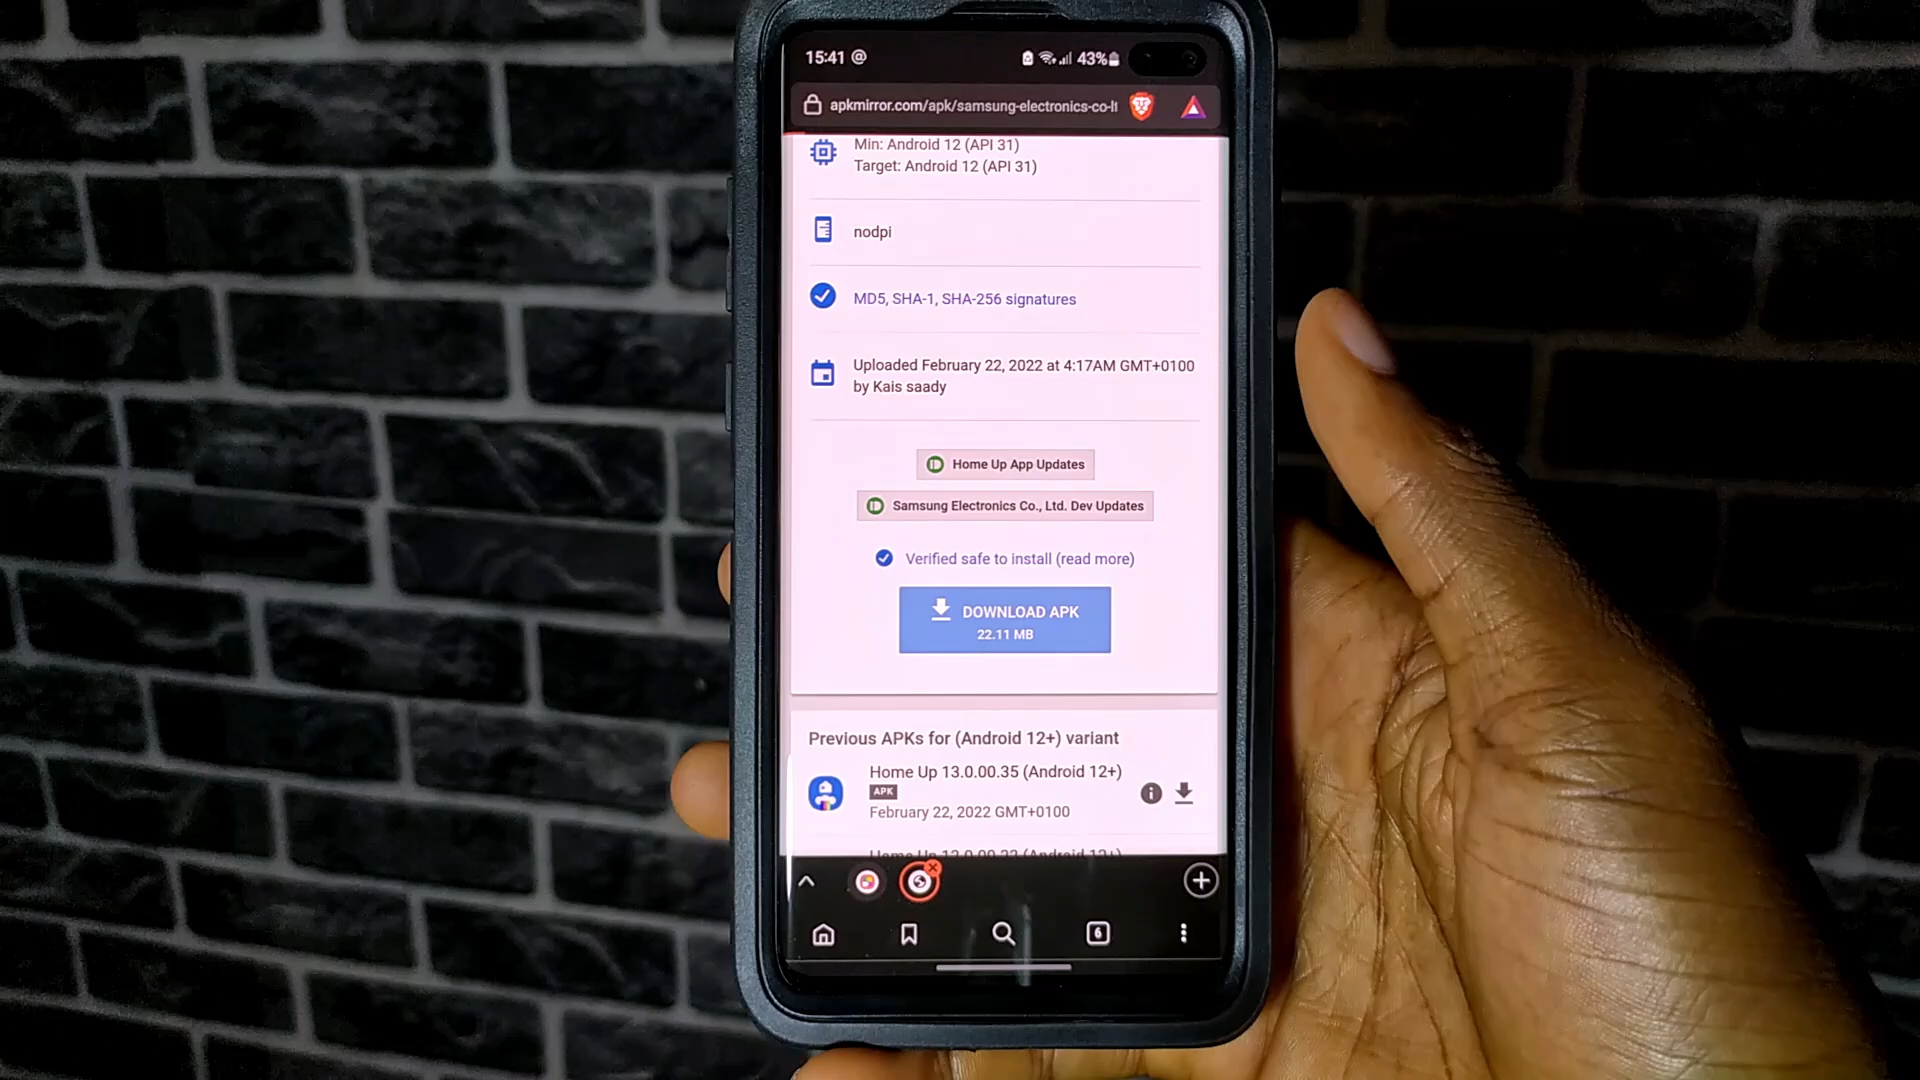 15:41 @ 43%
apkmirror.com/apk/samsung-electronics-co-lt
Min: Android 12 (API 31)
Target: Android 12 (API 31)
nodpi
MD5, SHA-1, SHA-256 signatures
Uploaded February 22, 2022 at 4:17AM GMT+0100
by Kais saady
Home Up App Updates
Samsung Electronics Co., Ltd. Dev Updates
Verified safe to install (read more)
DOWNLOAD APK
22.11 MB
Previous APKs for (Android 12+) variant
Home Up 13.0.00.35 (Android 12+)
APK
February 22, 2022 GMT+0100
6